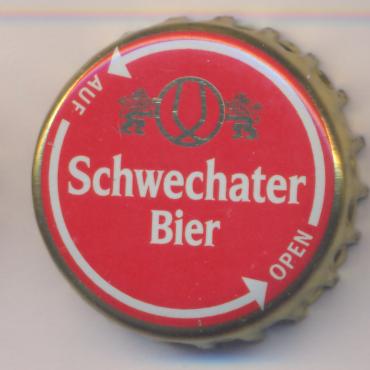 AUF
Schwechater
Bier
OPEN